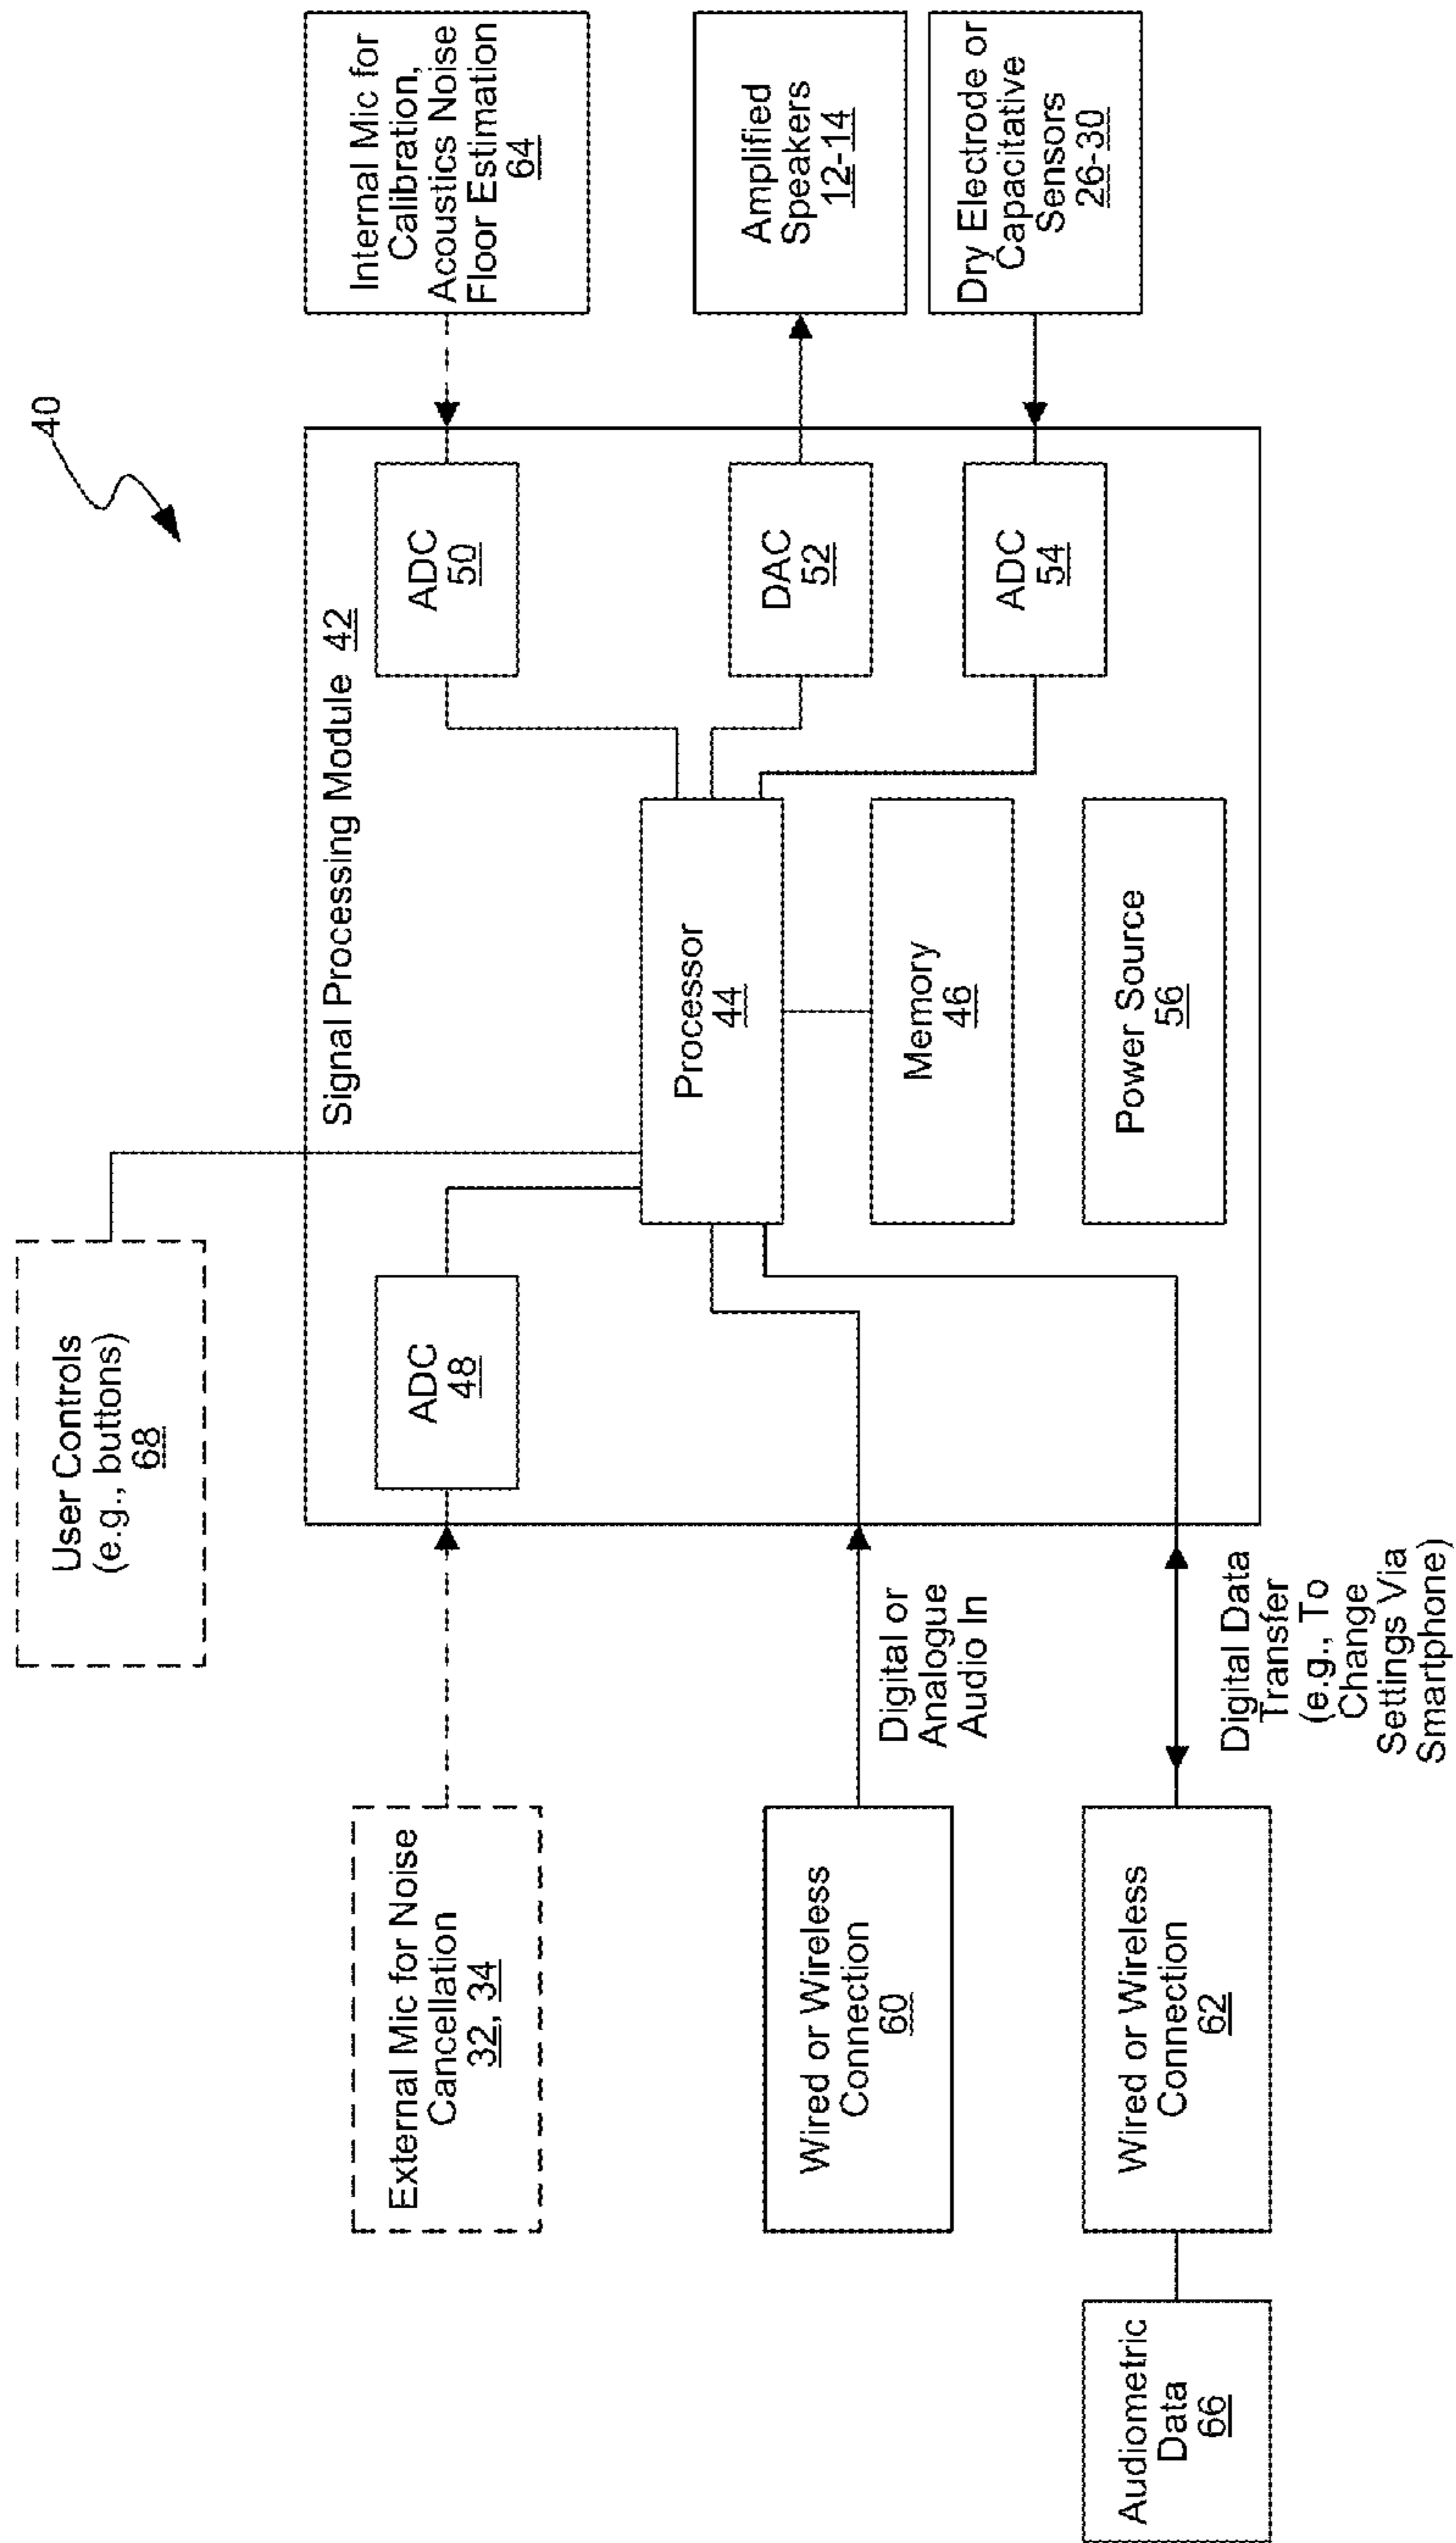 40
User Controls
(e.g., buttons)
68
External Mic for Noise
Cancellation
32, 34
Wired or Wireless
Connection
60
Digital or
Analogue
Audio In
Audiometric
Data
66
Wired or Wireless
Connection
62
Digital Data
Transfer
(e.g., To
Change
Settings Via
Smartphone)
Signal Processing Module 42
ADC
48
Processor
44
Memory
46
Power Source
56
ADC
50
DAC
52
ADC
54
Internal Mic for
Calibration,
Acoustics Noise
Floor Estimation
64
Amplified
Speakers
12-14
Dry Electrode or
Capacitative
Sensors
26-30